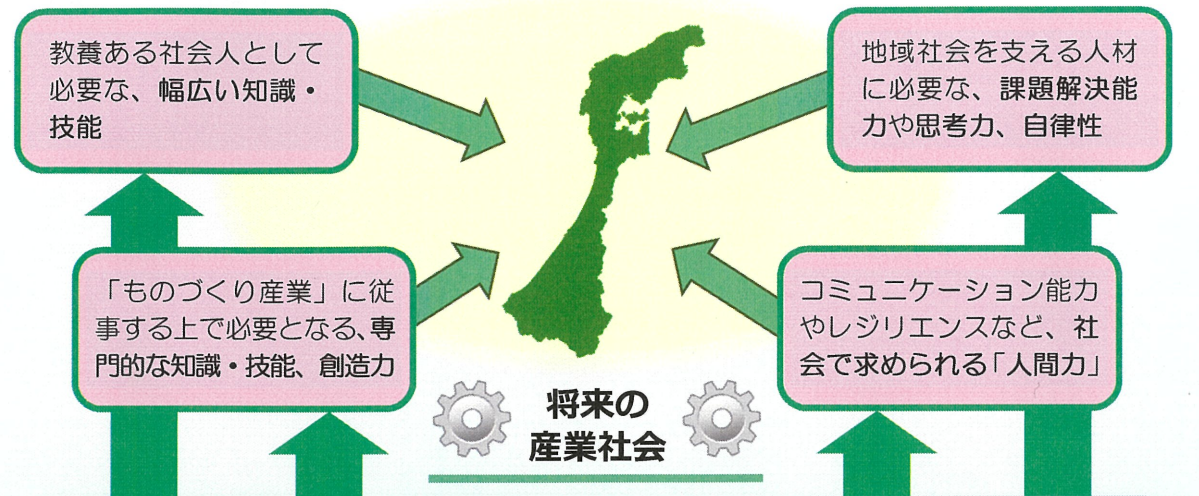 教養ある社会人として
必要な、幅広い知識・
技能
地域社会を支える人材
に必要な、課題解決能
力や思考力、自律性
「ものづくり産業」に従
事する上で必要となる、専
門的な知識・技能、創造力
コミュニケーション能力
やレジリエンスなど、社
会で求められる「人間力」
将来の
産業社会